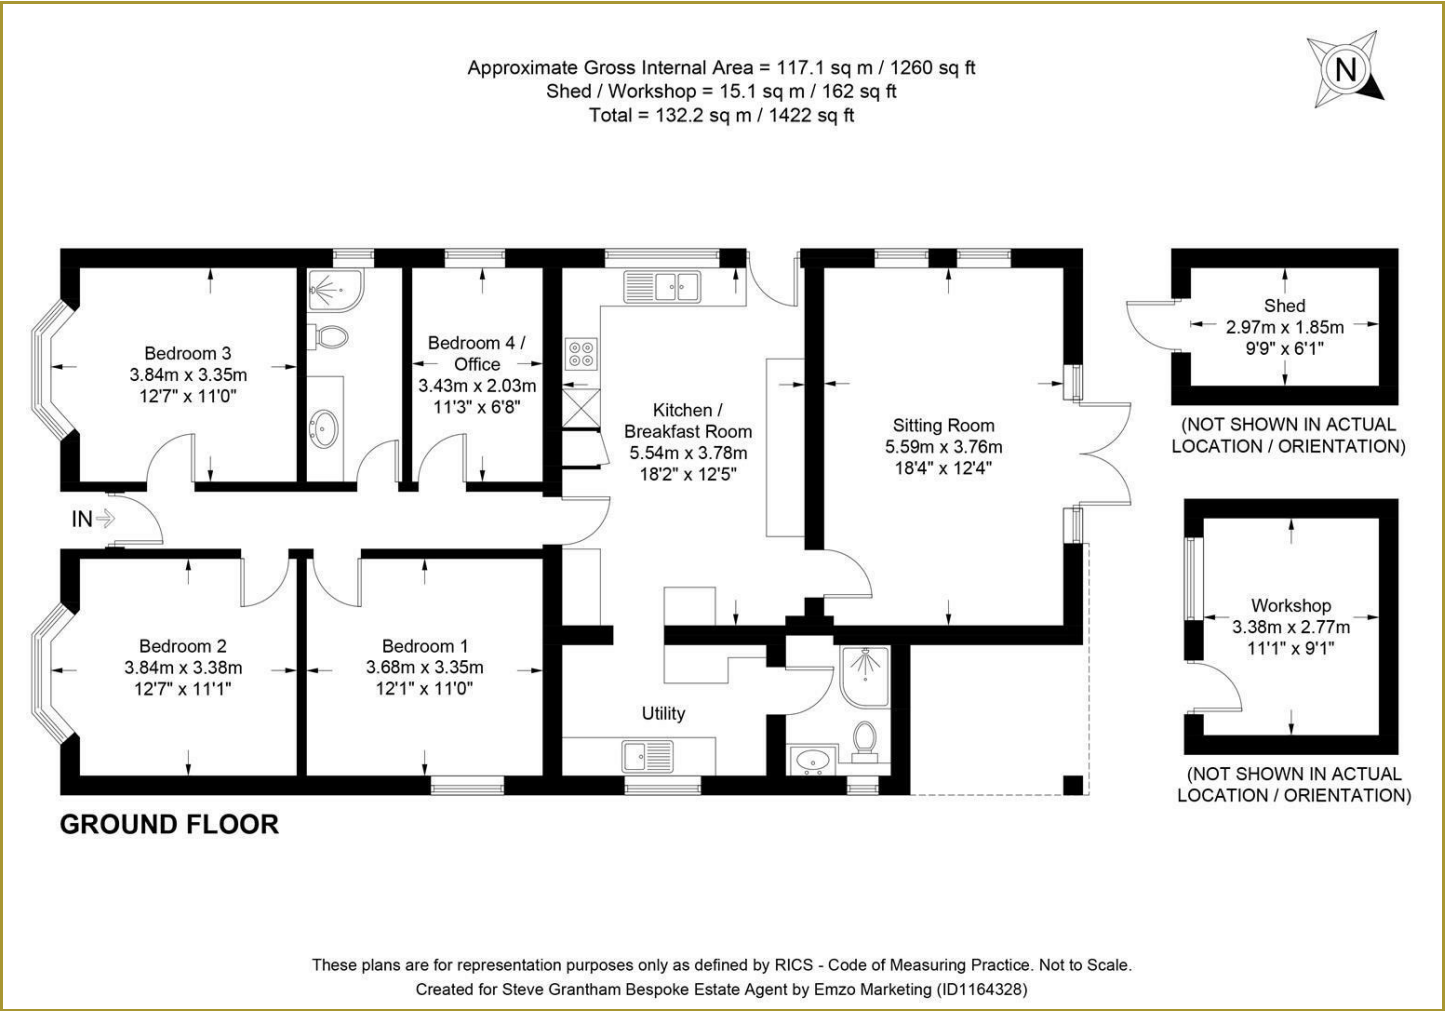 Approximate Gross Internal Area = 117.1 sq m / 1260 sq ft
Shed / Workshop = 15.1 sq m / 162 sq ft
Total = 132.2 sq m / 1422 sq ft
N
Bedroom 3
3.84m x 3.35m
12'7" x 11'0"
Bedroom 4 /
Office
3.43m x 2.03m
11'3" x 6'8"
Kitchen /
Breakfast Room
5.54m x 3.78m
18'2" x 12'5"
Sitting Room
5.59m x 3.76m
18'4" x 12'4"
Shed
2.97m x 1.85m
9'9" x 6'1"
(NOT SHOWN IN ACTUAL
LOCATION / ORIENTATION)
IN
Bedroom 2
3.84m x 3.38m
12'7" x 11'1"
Bedroom 1
3.68m x 3.35m
12'1" x 11'0"
Utility
Workshop
3.38m x 2.77m
11'1" x 9'1"
(NOT SHOWN IN ACTUAL
LOCATION / ORIENTATION)
GROUND FLOOR
These plans are for representation purposes only as defined by RICS - Code of Measuring Practice. Not to Scale.
Created for Steve Grantham Bespoke Estate Agent by Emzo Marketing (ID1164328)